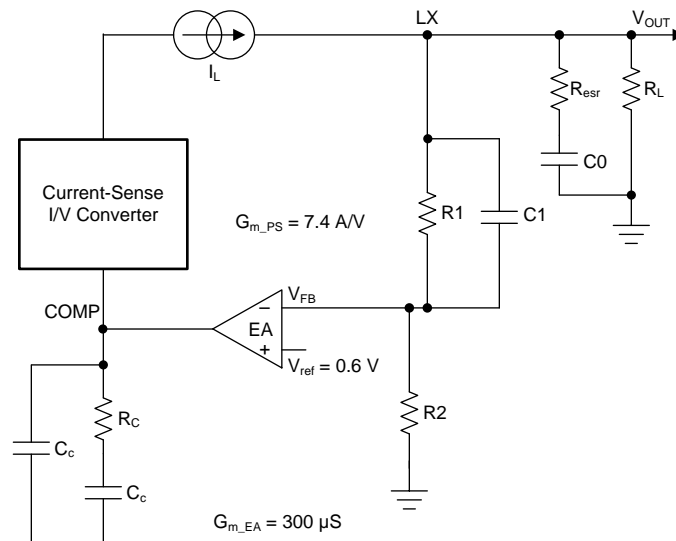 LX
V_OUT
I_L
R_esr
R_L
C0
Current-Sense
I/V Converter
G_m_PS = 7.4 A/V
R1
C1
COMP
V_FB
−
EA
+
V_ref = 0.6 V
R_C
R2
C_c
C_c
G_m_EA = 300 µS